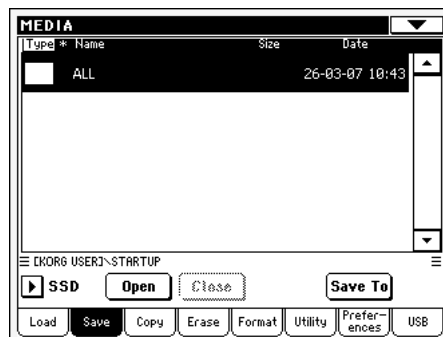 MEDIA
Type * Name Size Date
ALL 26-03-07 10:43
[KORG USER]\STARTUP
SSD Open Close Save To
Load Save Copy Erase Format Utility Prefer-ences USB